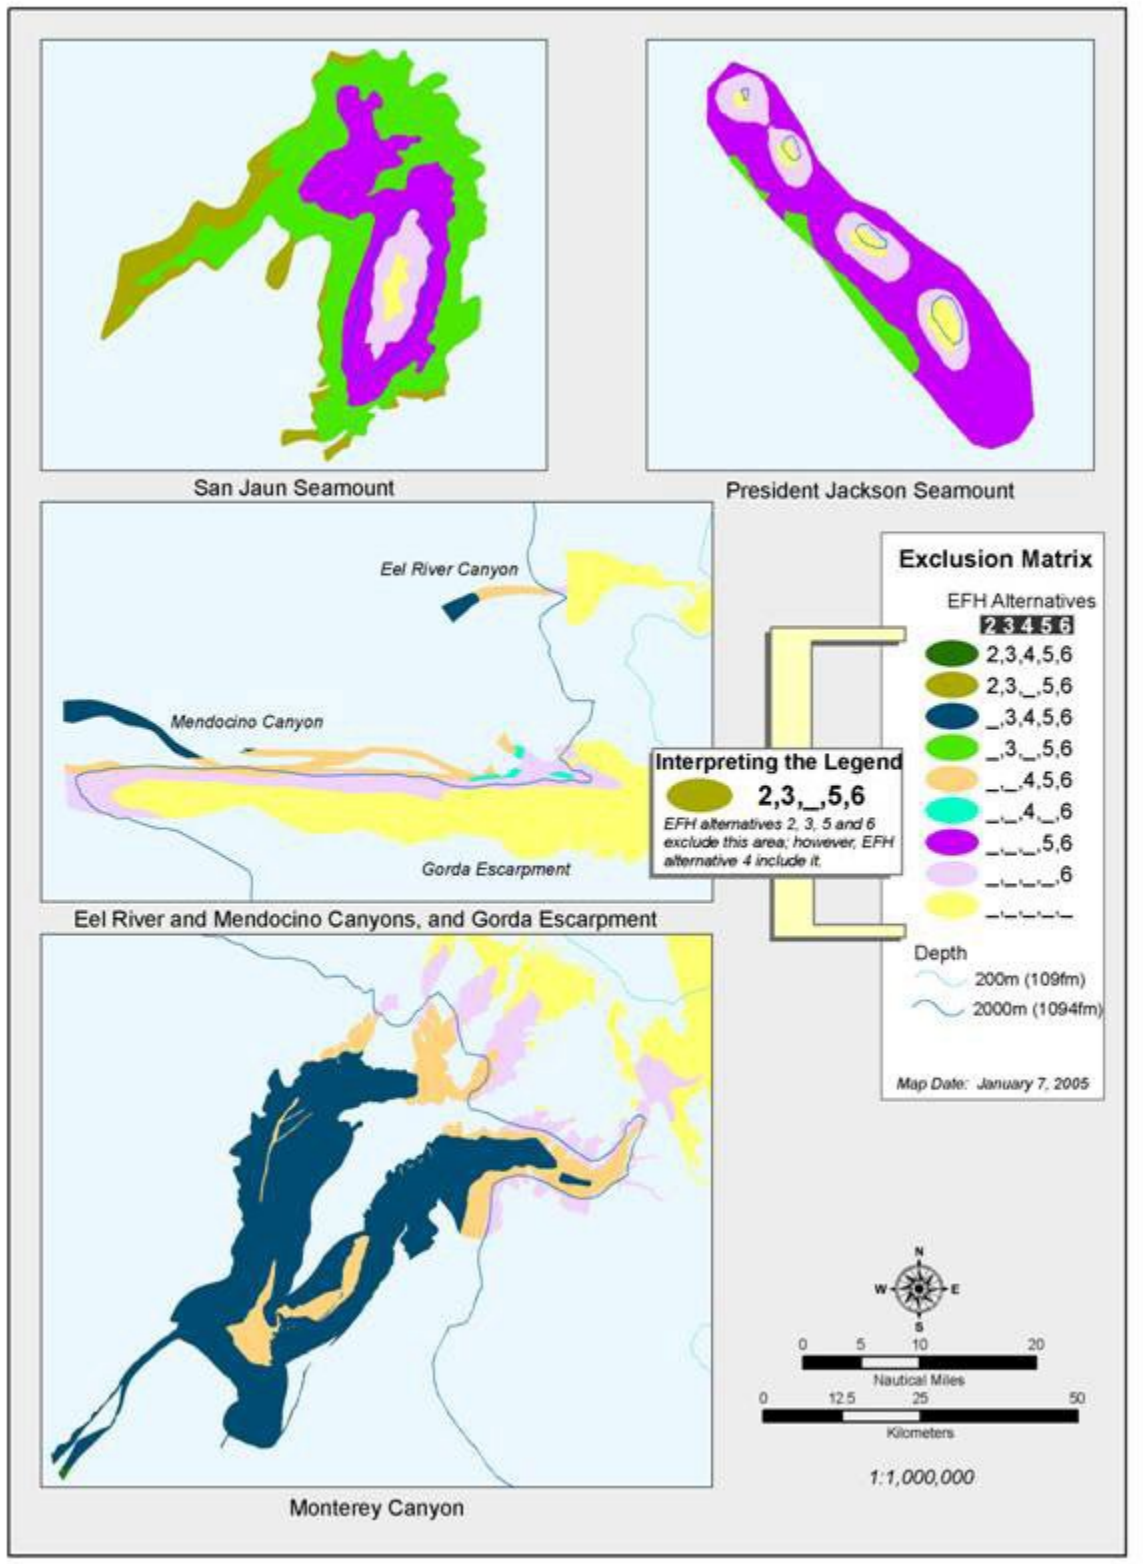 San Jaun Seamount
President Jackson Seamount
Eel River Canyon
Mendocino Canyon
Gorda Escarpment
Eel River and Mendocino Canyons, and Gorda Escarpment
Exclusion Matrix
EFH Alternatives
2 3 4 5 6
2,3,4,5,6
2,3,_,5,6
_,3,4,5,6
_,3,_,5,6
_,_,4,5,6
_,_,4,_,6
_,_,_,5,6
_,_,_,_,6
_,_,_,_,_
Depth
200m (109fm)
2000m (1094fm)
Map Date: January 7, 2005
Interpreting the Legend
2,3,_,5,6
EFH alternatives 2, 3, 5 and 6
exclude this area; however, EFH
alternative 4 include it.
Monterey Canyon
N
W E
S
0 5 10 20
Nautical Miles
0 12.5 25 50
Kilometers
1:1,000,000